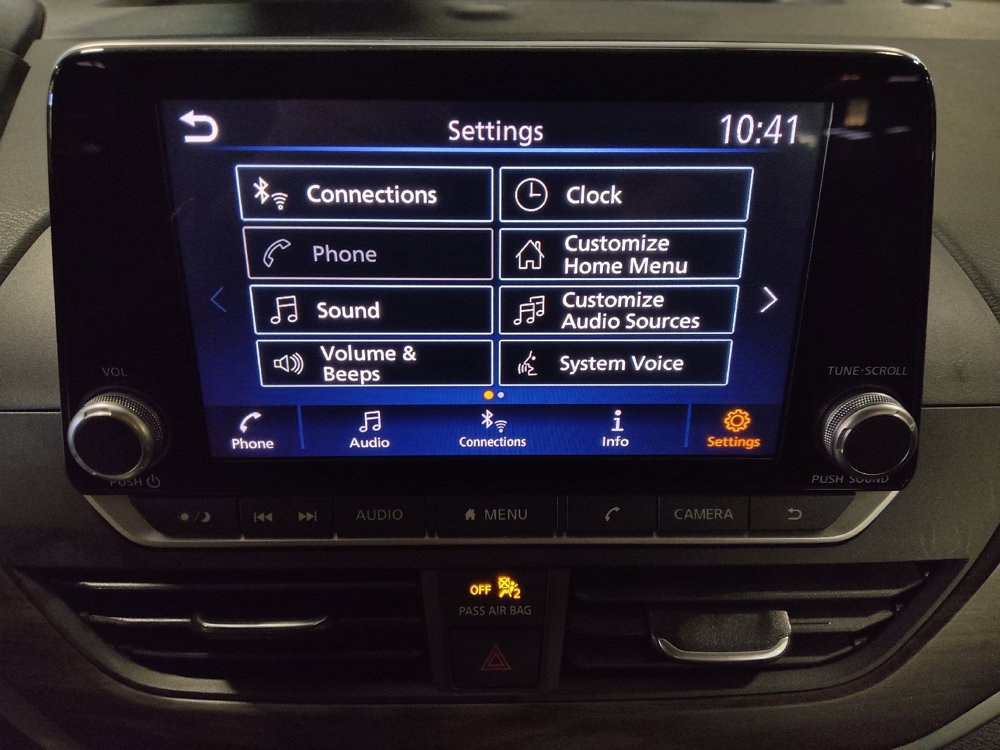 Settings
10:41
Connections
Clock
Phone
Customize
Home Menu
Sound
Customize
Audio Sources
Volume &
Beeps
System Voice
Phone
Audio
Connections
Info
Settings
VOL
TUNE·SCROLL
PUSH
PUSH SOUND
AUDIO
MENU
CAMERA
OFF
2
PASS AIR BAG